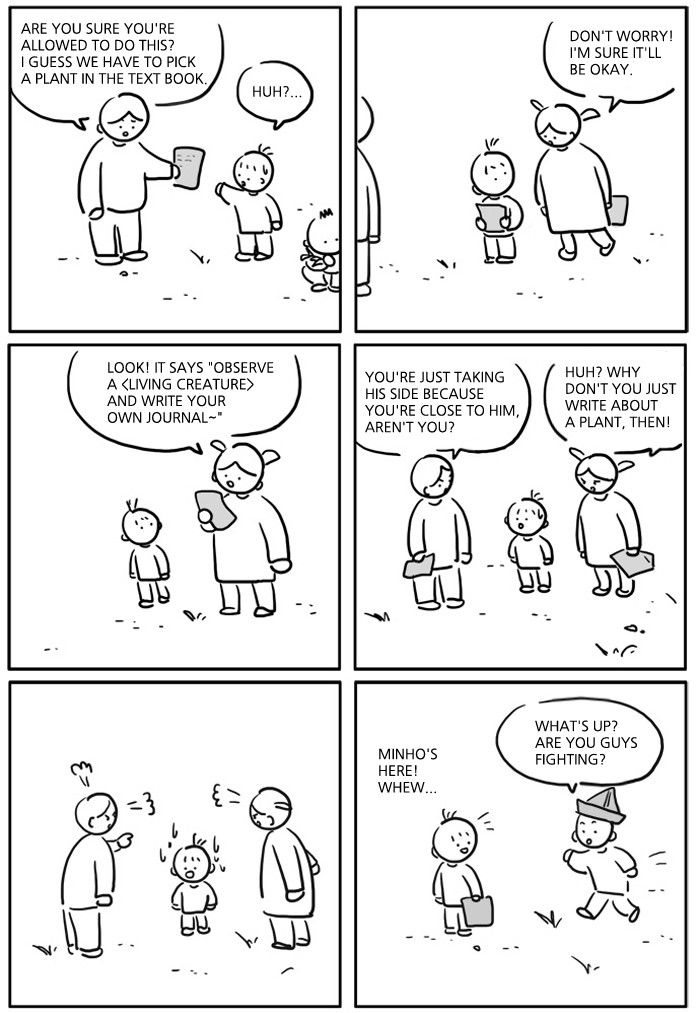 ARE YOU SURE YOU'RE
ALLOWED TO DO THIS?
I GUESS WE HAVE TO PICK
A PLANT IN THE TEXT BOOK.
HUH?...
DON'T WORRY!
I'M SURE IT'LL
BE OKAY.
LOOK! IT SAYS "OBSERVE
A <LIVING CREATURE>
AND WRITE YOUR
OWN JOURNAL~"
YOU'RE JUST TAKING
HIS SIDE BECAUSE
YOU'RE CLOSE TO HIM,
AREN'T YOU?
HUH? WHY
DON'T YOU JUST
WRITE ABOUT
A PLANT, THEN!
MINHO'S
HERE!
WHEW...
WHAT'S UP?
ARE YOU GUYS
FIGHTING?